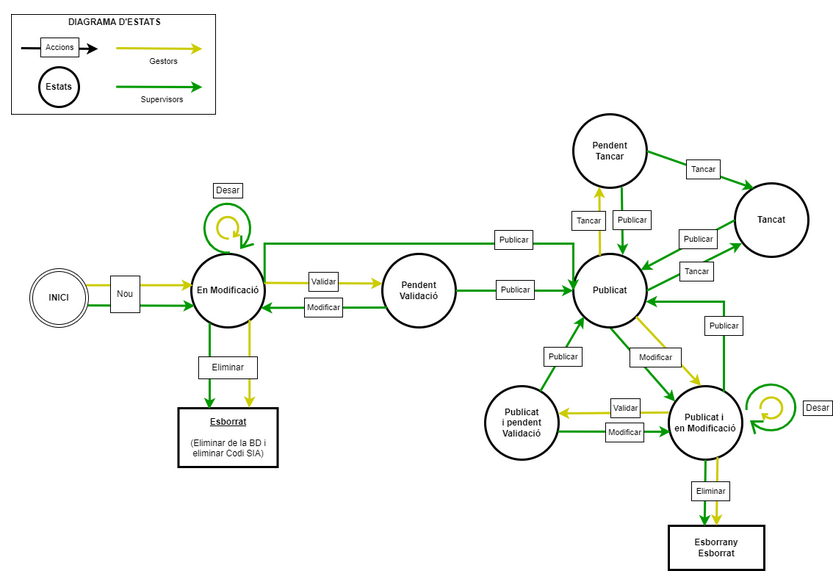 DIAGRAMA D'ESTATS
Accions
Gestors
Estats
Supervisors
Pendent
Tancar
Tancar
Desar
Tancar
Publicar
Tancat
Publicar
Publicar
Tancar
INICI
Nou
En Modificació
Validar
Modificar
Pendent
Validació
Publicar
Publicat
Publicar
Eliminar
Publicar
Modificar
Esborrat
(Eliminar de la BD i
eliminar Codi SIA)
Publicat
i pendent
Validació
Validar
Modificar
Publicat i
en Modificació
Desar
Eliminar
Esborrany
Esborrat